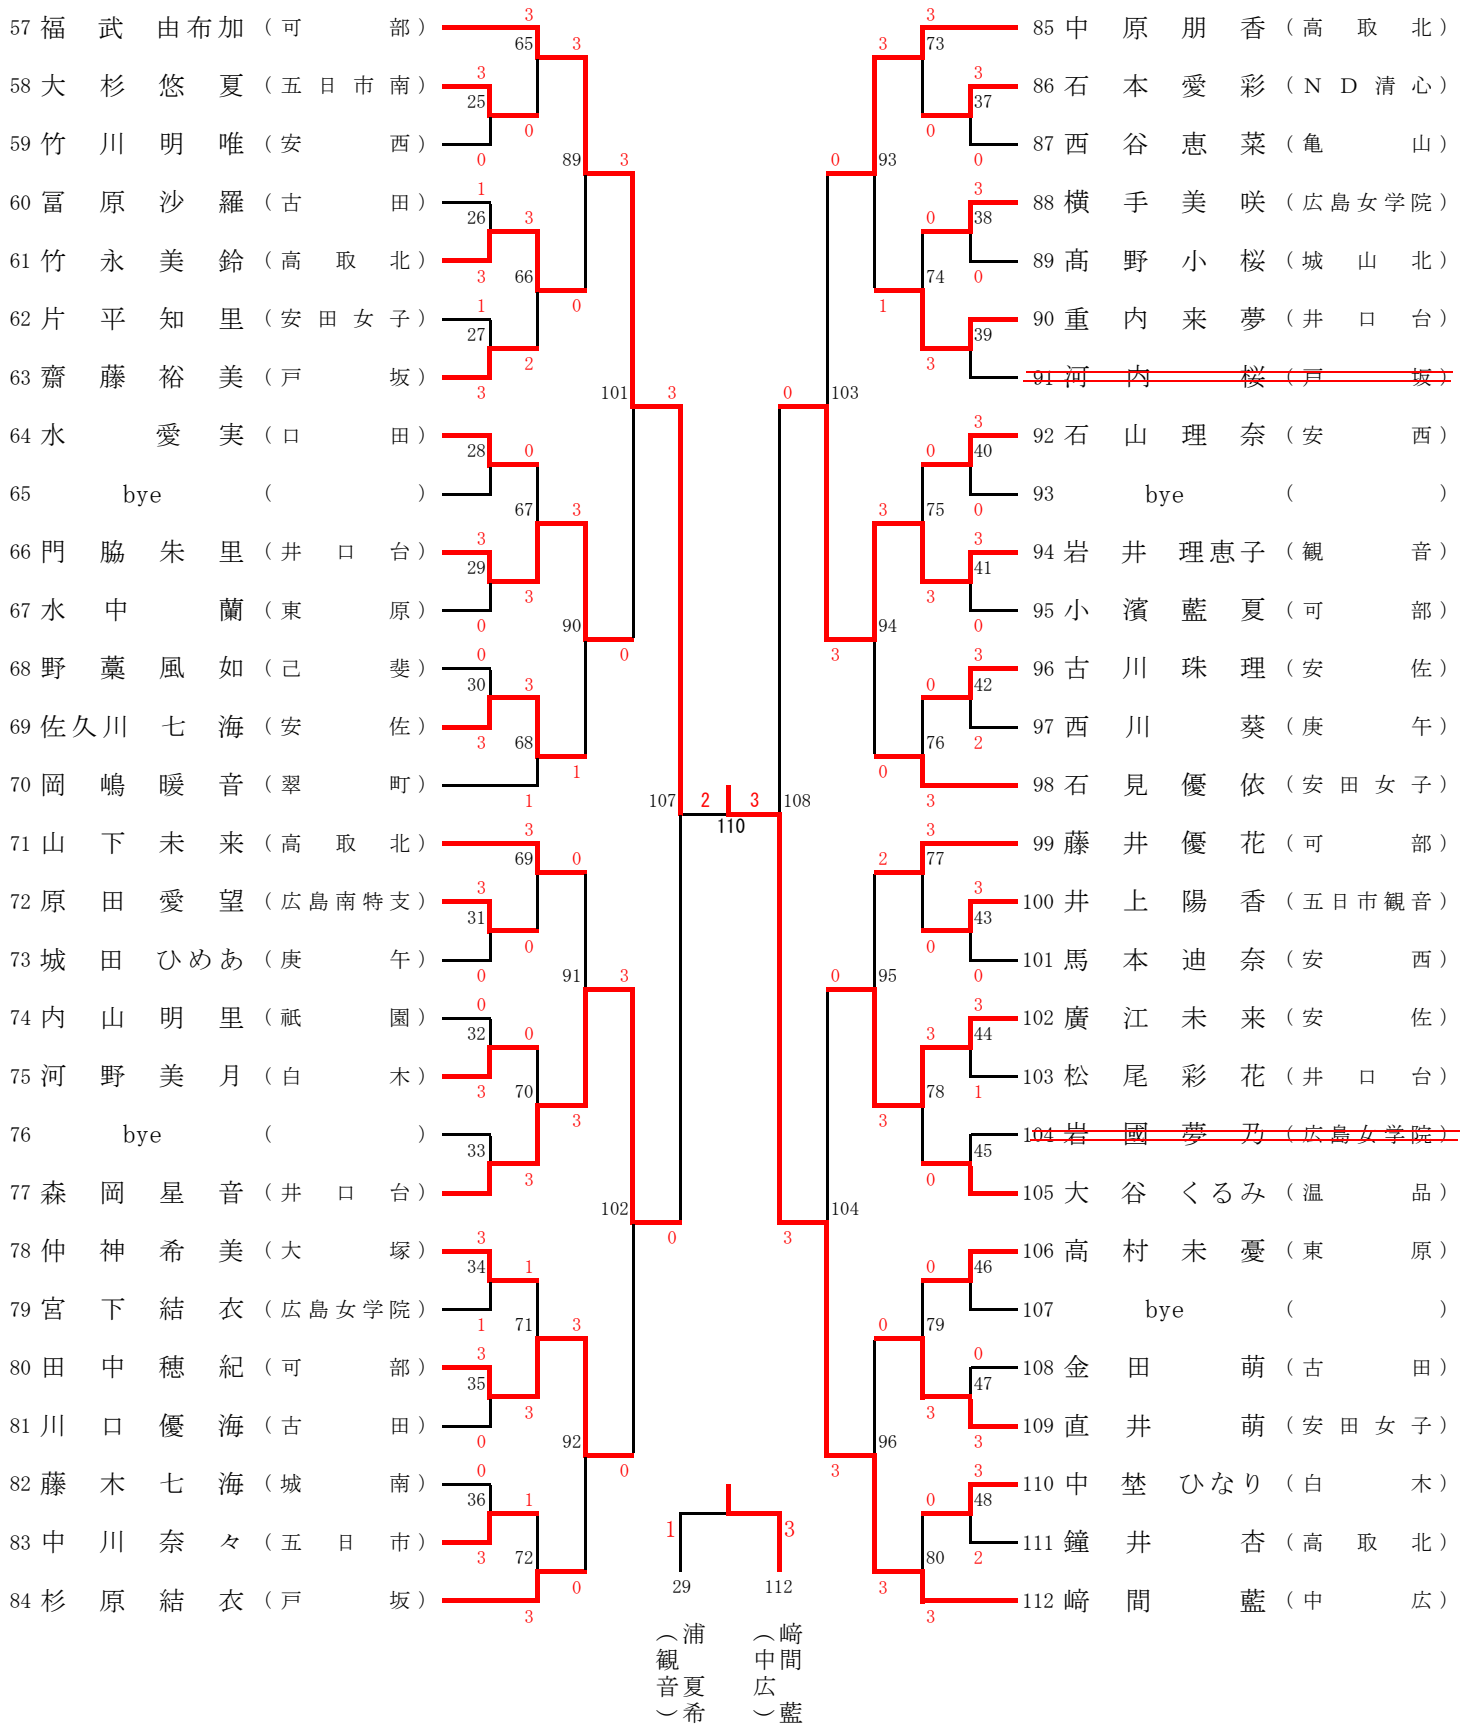 57 福武 由布加 (可部)
58 大杉 悠夏 (五日市南)
59 竹川 明唯 (安西)
60 冨原 沙羅 (古田)
61 竹永 美鈴 (高取北)
62 片平 知里 (安田女子)
63 齋藤 裕美 (戸坂)
64 水 愛実 (口田)
65 bye ( )
66 門脇 朱里 (井口台)
67 水中 蘭 (東原)
68 野藁 風如 (己斐)
69 佐久川 七海 (安佐)
70 岡嶋 暖音 (翠町)
71 山下 未来 (高取北)
72 原田 愛望 (広島南特支)
73 城田 ひめあ (庚午)
74 内山 明里 (祇園)
75 河野 美月 (白木)
76 bye ( )
77 森岡 星音 (井口台)
78 仲神 希美 (大塚)
79 宮下 結衣 (広島女学院)
80 田中 穂紀 (可部)
81 川口 優海 (古田)
82 藤木 七海 (城南)
83 中川 奈々 (五日市)
84 杉原 結衣 (戸坂)
3
3
0
0
1
3
1
3
3
0
3
0
0
3
1
3
3
0
0
3
3
1
3
0
0
3
3
25
26
27
28
29
30
31
32
33
34
35
36
65
66
67
68
69
70
71
72
3
0
3
2
0
3
3
1
0
3
0
3
1
3
1
0
89
90
91
92
3
0
3
0
101
102
3
0
107
2
110
3
108
0
3
103
104
0
3
0
3
93
94
95
96
3
1
3
0
2
3
0
3
73
74
75
76
77
78
79
80
0
0
3
0
3
0
0
3
0
0
3
0
37
38
39
40
41
42
43
44
45
46
47
48
3
3
0
3
0
3
0
3
0
3
2
3
3
3
0
3
1
0
3
3
2
3
85 中原 朋香 (高取北)
86 石本 愛彩 (ND清心)
87 西谷 恵菜 (亀山)
88 横手 美咲 (広島女学院)
89 髙野 小桜 (城山北)
90 重内 来夢 (井口台)
91 河内 桜 (戸坂)
92 石山 理奈 (安西)
93 bye ( )
94 岩井 理恵子 (観音)
95 小濱 藍夏 (可部)
96 古川 珠理 (安佐)
97 西川 葵 (庚午)
98 石見 優依 (安田女子)
99 藤井 優花 (可部)
100 井上 陽香 (五日市観音)
101 馬本 迪奈 (安西)
102 廣江 未来 (安佐)
103 松尾 彩花 (井口台)
104 岩國 夢乃 (広島女学院)
105 大谷 くるみ (温品)
106 高村 未憂 (東原)
107 bye ( )
108 金田 萌 (古田)
109 直井 萌 (安田女子)
110 中埜 ひなり (白木)
111 鐘井 杏 (高取北)
112 﨑間 藍 (中広)
1
3
29
112
浦 夏希
(観音)
﨑間 藍
(中広)